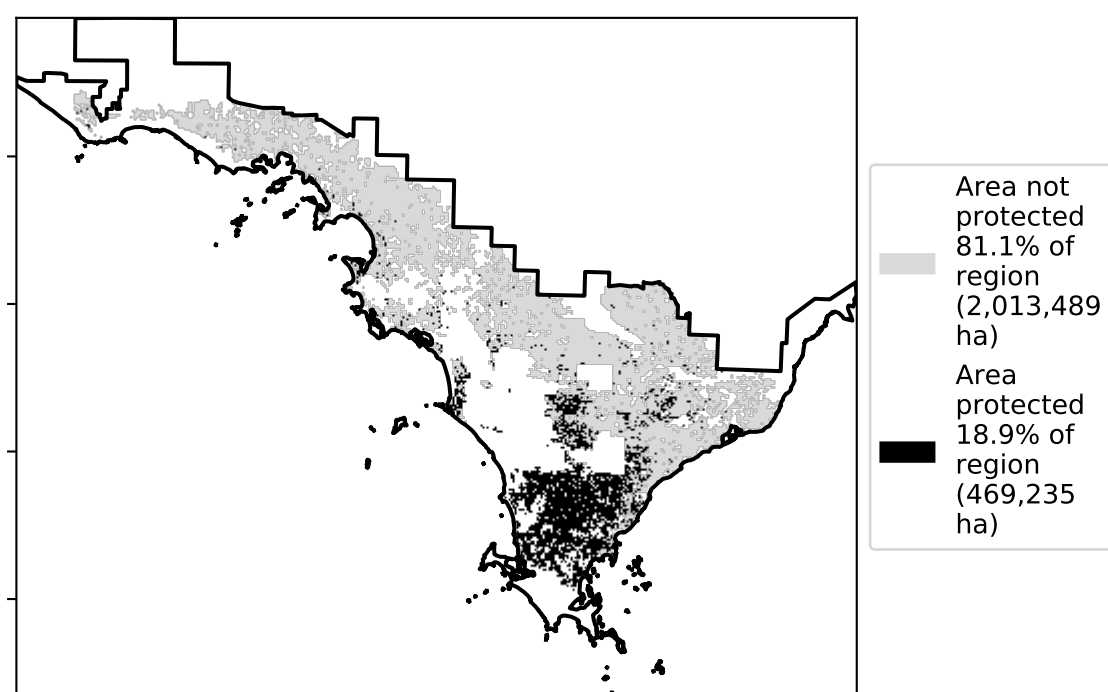 Area not
protected
81.1% of
region
(2,013,489
ha)
Area
protected
18.9% of
region
(469,235
ha)